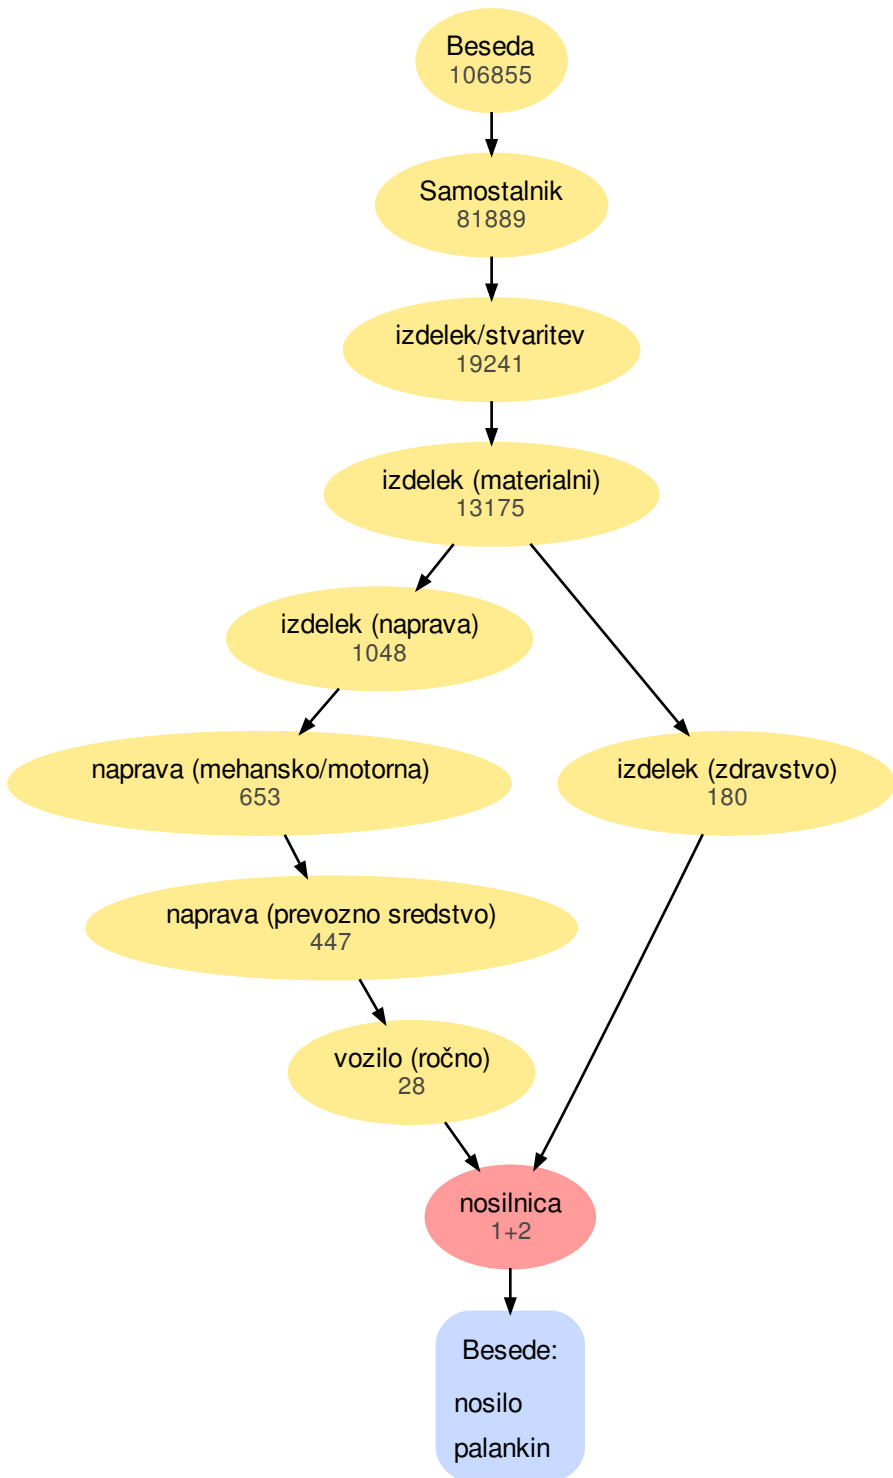 Beseda
106855
Samostalnik
81889
izdelek/stvaritev
19241
izdelek (materialni)
13175
izdelek (naprava)
1048
naprava (mehansko/motorna)
653
izdelek (zdravstvo)
180
naprava (prevozno sredstvo)
447
vozilo (ročno)
28
nosilnica
1+2
Besede:
nosilo
palankin